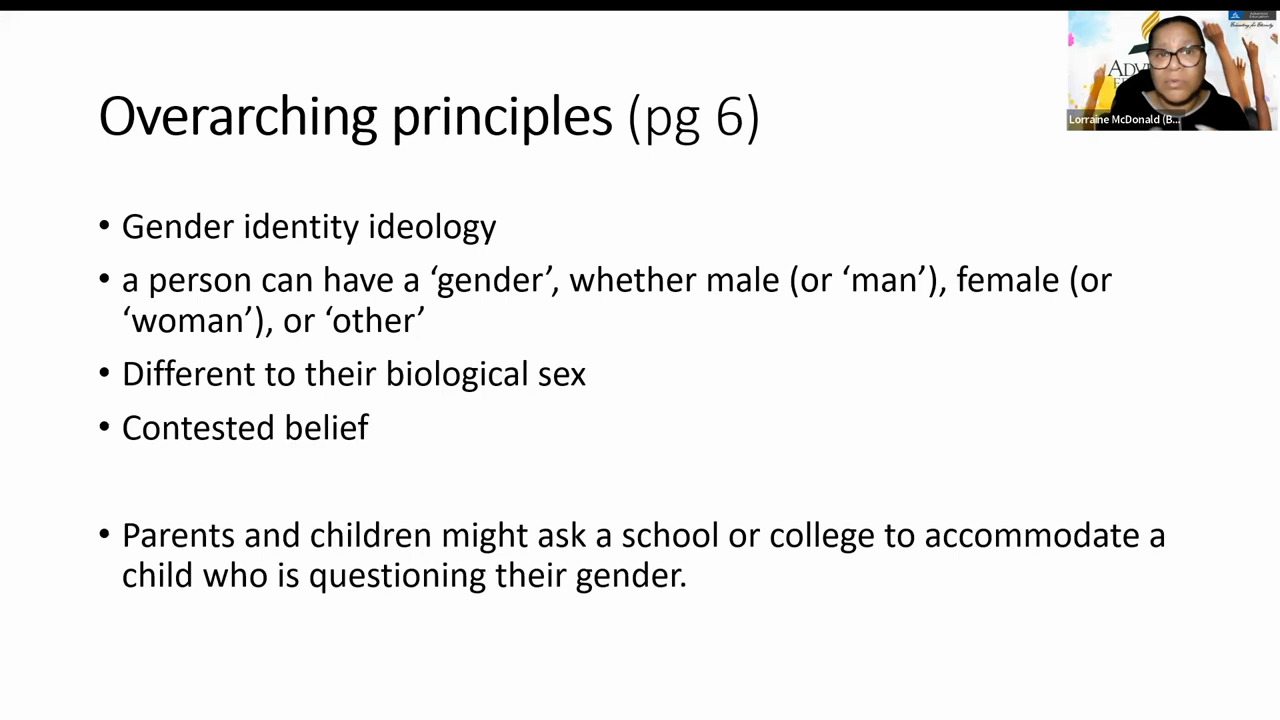 Overarching principles (pg 6)
• Gender identity ideology
• a person can have a ‘gender’, whether male (or ‘man’), female (or
‘woman’), or ‘other’
• Different to their biological sex
• Contested belief
• Parents and children might ask a school or college to accommodate a
child who is questioning their gender.
Lorraine McDonald (B...